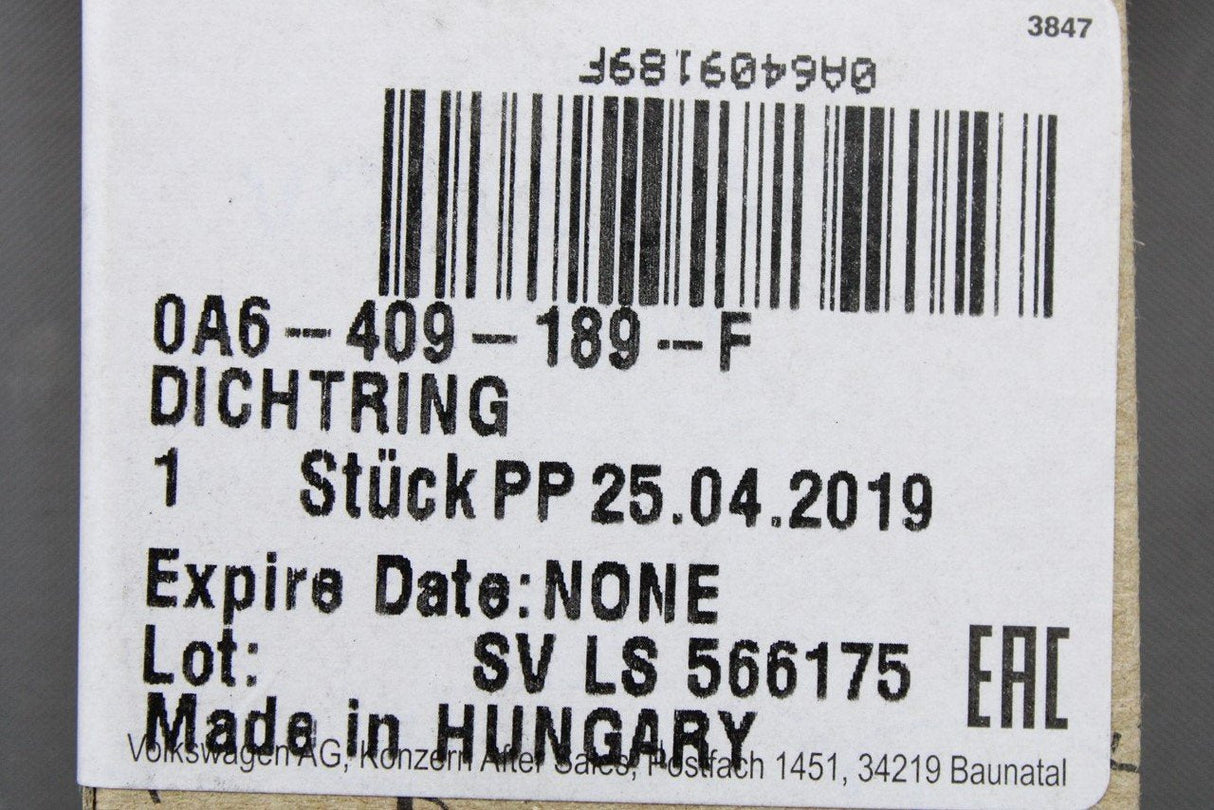 3847
0A6409189F
0A6-409-189-F
DICHTRING
1 Stück PP 25.04.2019
Expire Date: NONE
Lot: SV LS 566175
EAC
Made in HUNGARY
Volkswagen AG, Konzern After Sales, Postfach 1451, 34219 Baunatal